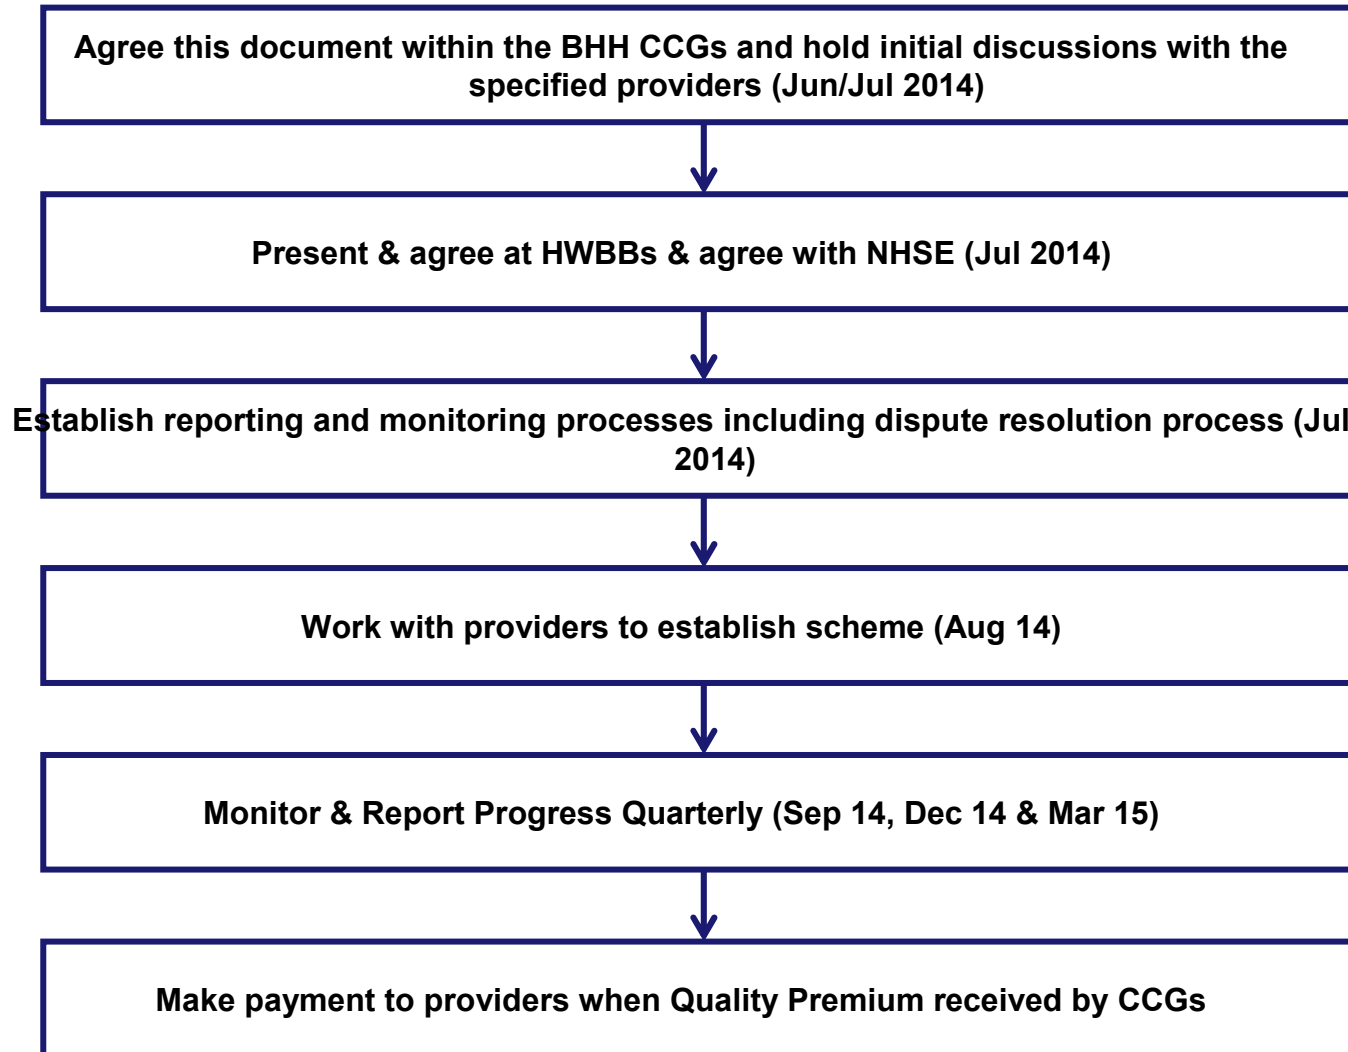 Agree this document within the BHH CCGs and hold initial discussions with the
specified providers (Jun/Jul 2014)
Present & agree at HWBBs & agree with NHSE (Jul 2014)
Establish reporting and monitoring processes including dispute resolution process (Jul
2014)
Work with providers to establish scheme (Aug 14)
Monitor & Report Progress Quarterly (Sep 14, Dec 14 & Mar 15)
Make payment to providers when Quality Premium received by CCGs